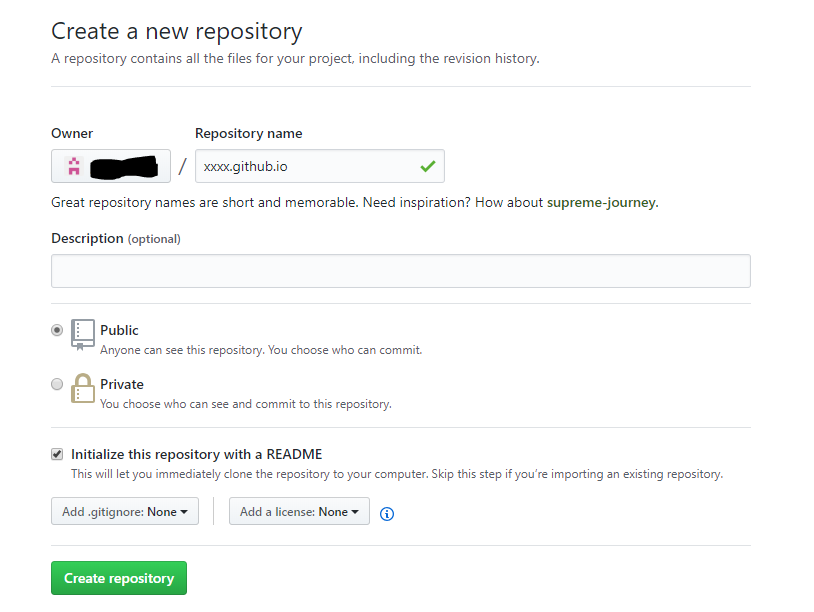 Create a new repository
A repository contains all the files for your project, including the revision history.
Owner Repository name
/ xxxx.github.io
Great repository names are short and memorable. Need inspiration? How about supreme-journey.
Description (optional)
Public
Anyone can see this repository. You choose who can commit.
Private
You choose who can see and commit to this repository.
Initialize this repository with a README
This will let you immediately clone the repository to your computer. Skip this step if you're importing an existing repository.
Add .gitignore: None Add a license: None
Create repository